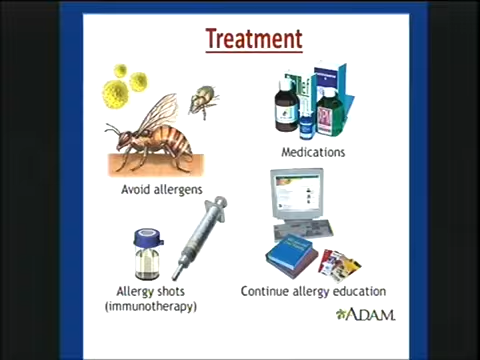 Treatment
Medications
Avoid allergens
Allergy shots
(immunotherapy)
Continue allergy education
ADAM.